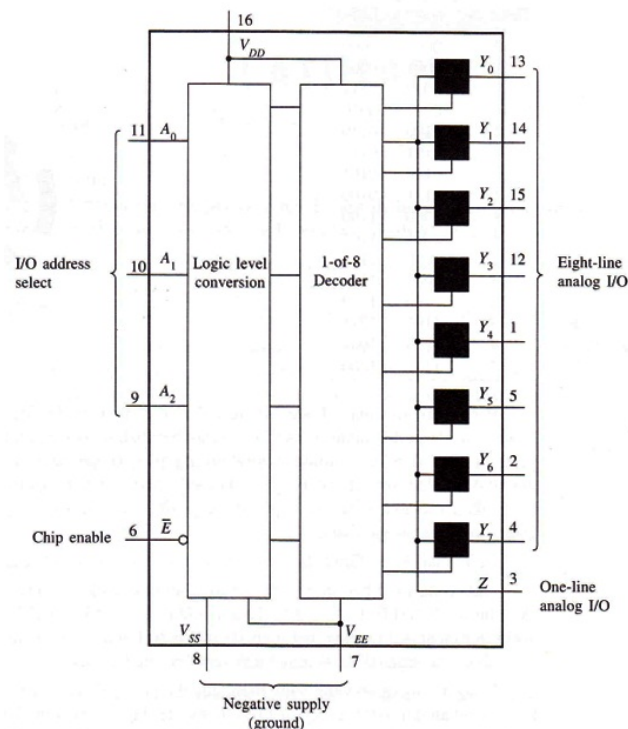 16
V_DD
Y_0 13
11 A_0
Y_1 14
Y_2 15
I/O address
select
10 A_1
Logic level
conversion
1-of-8
Decoder
Y_3 12
Eight-line
analog I/O
Y_4 1
9 A_2
Y_5 5
Y_6 2
Chip enable
6 E̅
Y_7 4
Z 3
One-line
analog I/O
V_SS
V_EE
8
7
Negative supply
(ground)